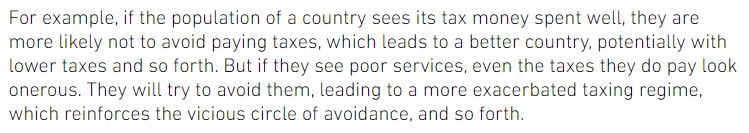 For example, if the population of a country sees its tax money spent well, they are
more likely not to avoid paying taxes, which leads to a better country, potentially with
lower taxes and so forth. But if they see poor services, even the taxes they do pay look
onerous. They will try to avoid them, leading to a more exacerbated taxing regime,
which reinforces the vicious circle of avoidance, and so forth.